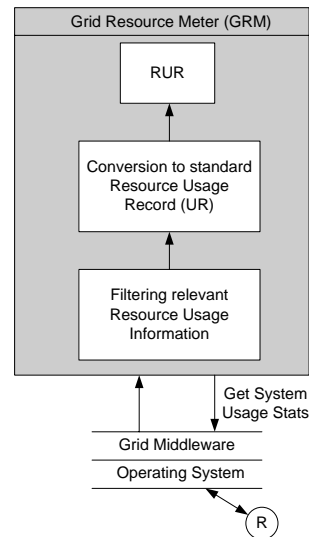 Grid Resource Meter (GRM)
RUR
Conversion to standard
Resource Usage
Record (UR)
Filtering relevant
Resource Usage
Information
Get System
Usage Stats
Grid Middleware
Operating System
R